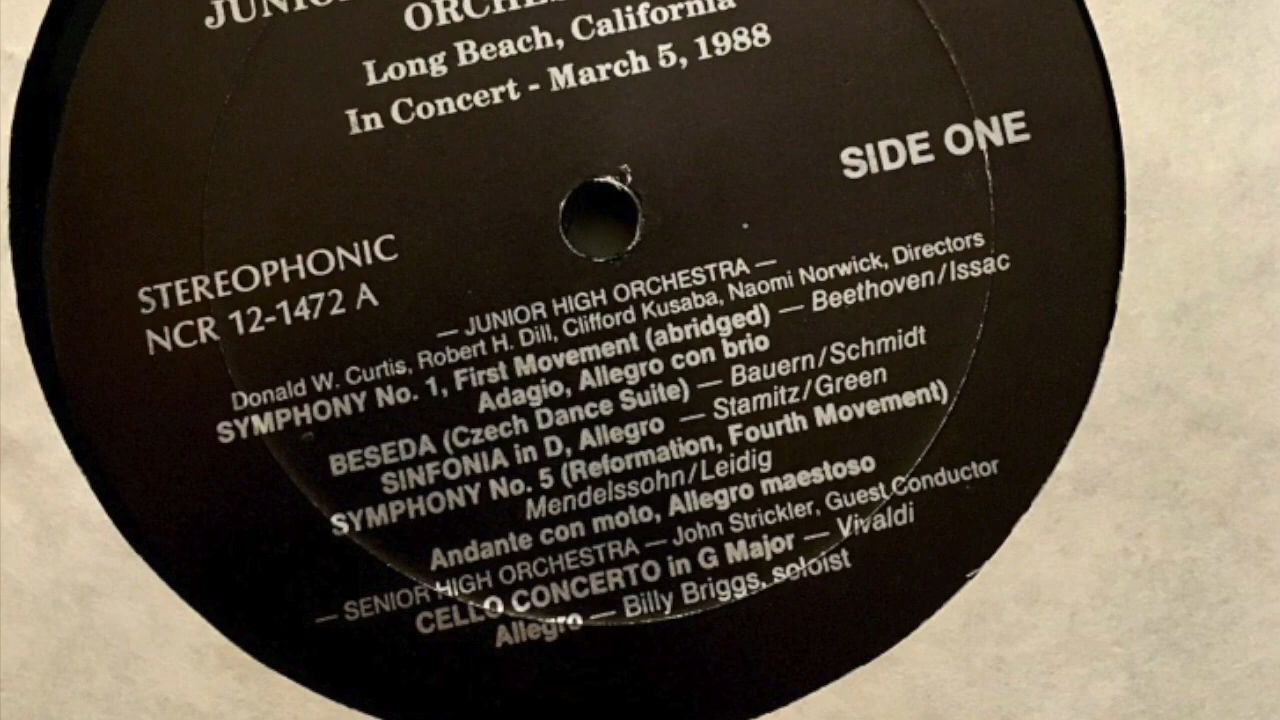 JUNIOR
ORCHES
Long Beach, California
In Concert - March 5, 1988
SIDE ONE
STEREOPHONIC
NCR 12-1472 A
— JUNIOR HIGH ORCHESTRA —
Donald W. Curtis, Robert H. Dill, Clifford Kusaba, Naomi Norwick, Directors
SYMPHONY No. 1, First Movement (abridged) — Beethoven/Issac
Adagio, Allegro con brio
BESEDA (Czech Dance Suite) — Bauern/Schmidt
SINFONIA in D, Allegro — Stamitz/Green
SYMPHONY No. 5 (Reformation, Fourth Movement)
Mendelssohn/Leidig
Andante con moto, Allegro maestoso
— SENIOR HIGH ORCHESTRA — John Strickler, Guest Conductor
CELLO CONCERTO in G Major — Vivaldi
Allegro — Billy Briggs, soloist